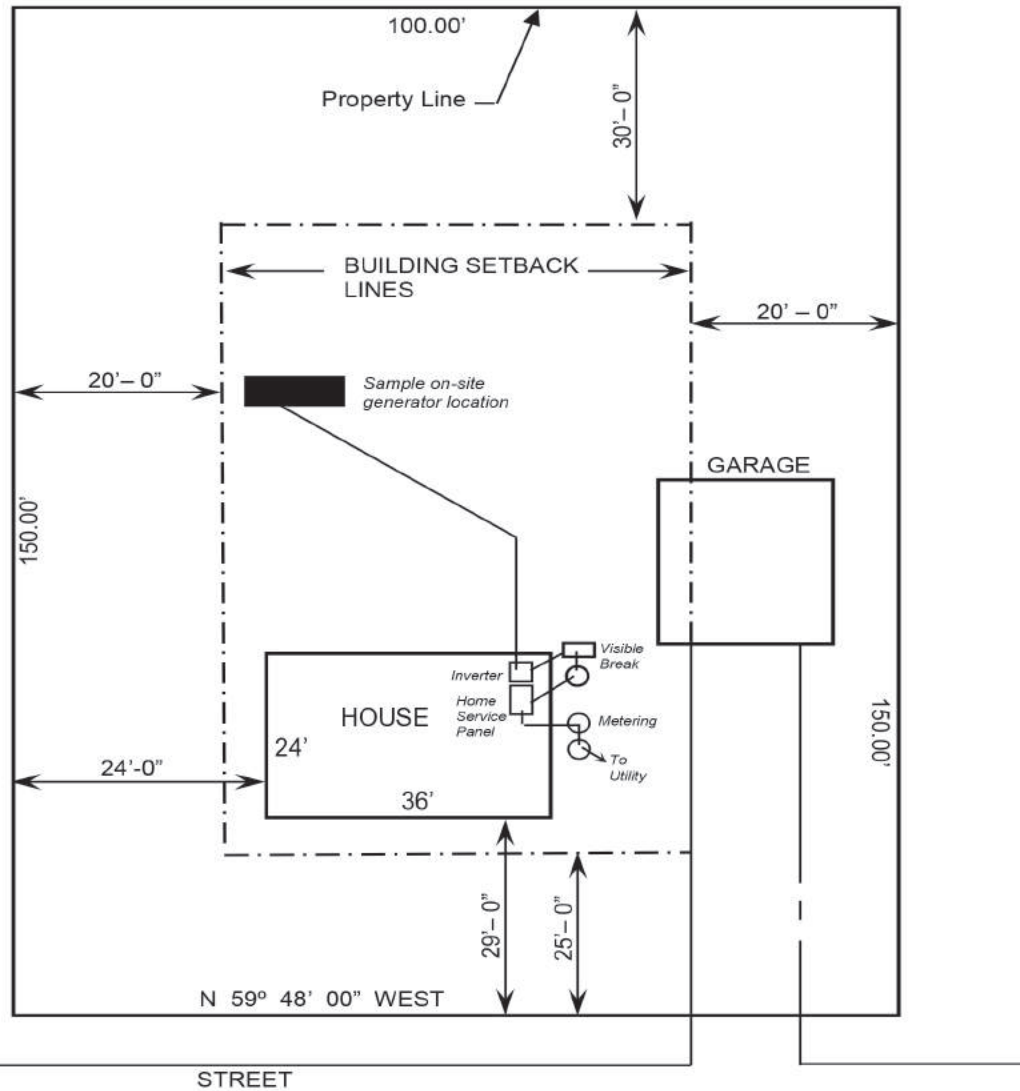 100.00’
Property Line
30’– 0”
BUILDING SETBACK
LINES
20’ – 0”
20’– 0”
Sample on-site
generator location
GARAGE
150.00’
Visible
Break
Inverter
Home
Service
Panel
HOUSE
Metering
150.00’
24’
To
Utility
24’-0”
36’
29’– 0”
25’– 0”
N 59º 48’ 00” WEST
STREET